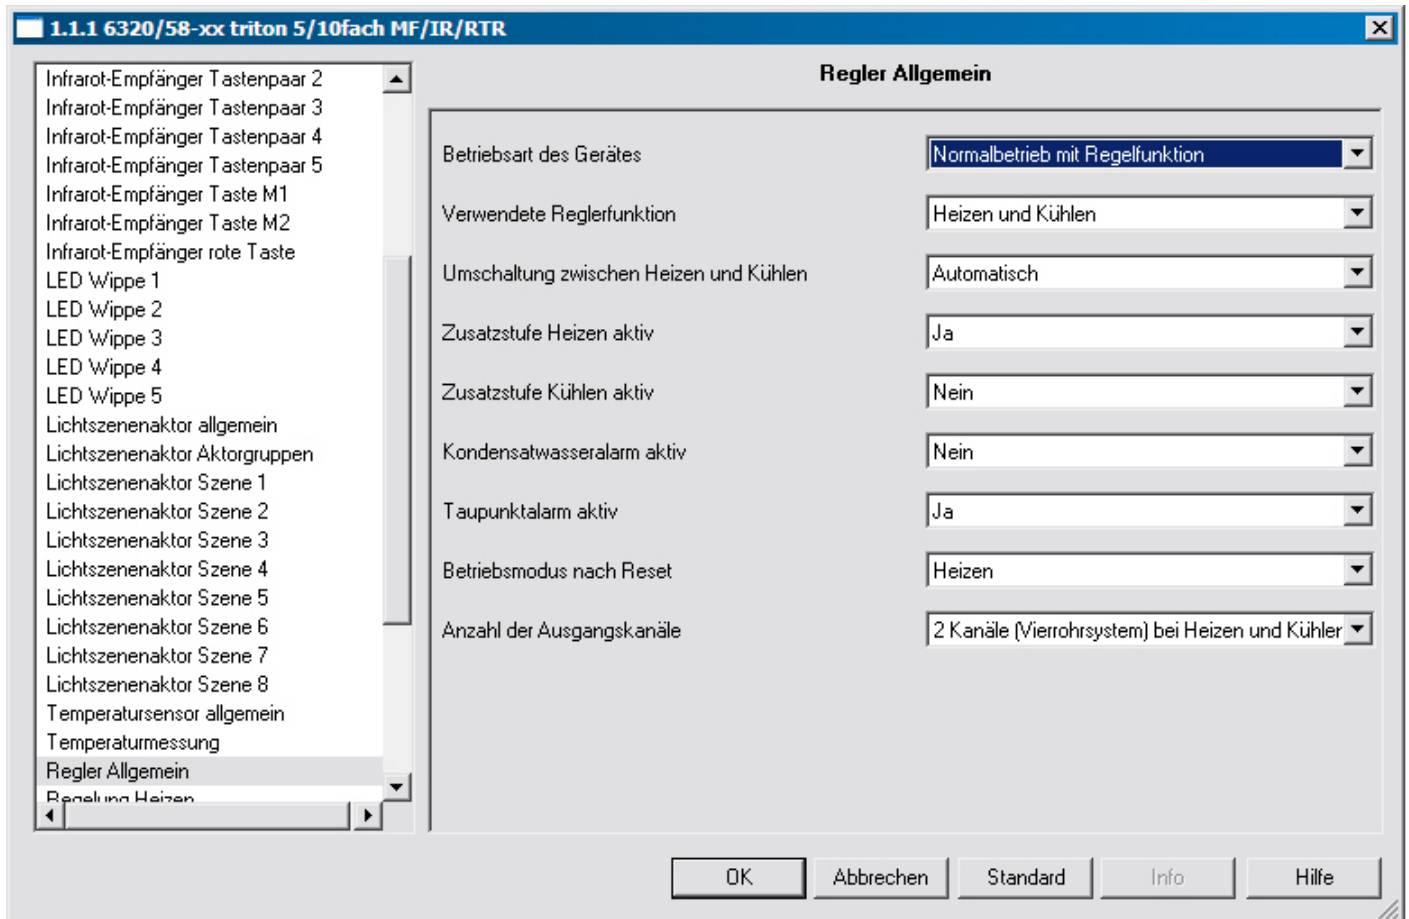 1.1.1 6320/58-xx triton 5/10fach MF/IR/RTR
Infrarot-Empfänger Tastenpaar 2
Infrarot-Empfänger Tastenpaar 3
Infrarot-Empfänger Tastenpaar 4
Infrarot-Empfänger Tastenpaar 5
Infrarot-Empfänger Taste M1
Infrarot-Empfänger Taste M2
Infrarot-Empfänger rote Taste
LED Wippe 1
LED Wippe 2
LED Wippe 3
LED Wippe 4
LED Wippe 5
Lichtszenenaktor allgemein
Lichtszenenaktor Aktorgruppen
Lichtszenenaktor Szene 1
Lichtszenenaktor Szene 2
Lichtszenenaktor Szene 3
Lichtszenenaktor Szene 4
Lichtszenenaktor Szene 5
Lichtszenenaktor Szene 6
Lichtszenenaktor Szene 7
Lichtszenenaktor Szene 8
Temperatursensor allgemein
Temperaturmessung
Regler Allgemein
Regelung Heizen
Regler Allgemein
Betriebsart des Gerätes Normalbetrieb mit Regelfunktion
Verwendete Reglerfunktion Heizen und Kühlen
Umschaltung zwischen Heizen und Kühlen Automatisch
Zusatzstufe Heizen aktiv Ja
Zusatzstufe Kühlen aktiv Nein
Kondensatwasseralarm aktiv Nein
Taupunktalarm aktiv Ja
Betriebsmodus nach Reset Heizen
Anzahl der Ausgangskanäle 2 Kanäle (Vierrohrsystem) bei Heizen und Kühler
OK Abbrechen Standard Info Hilfe